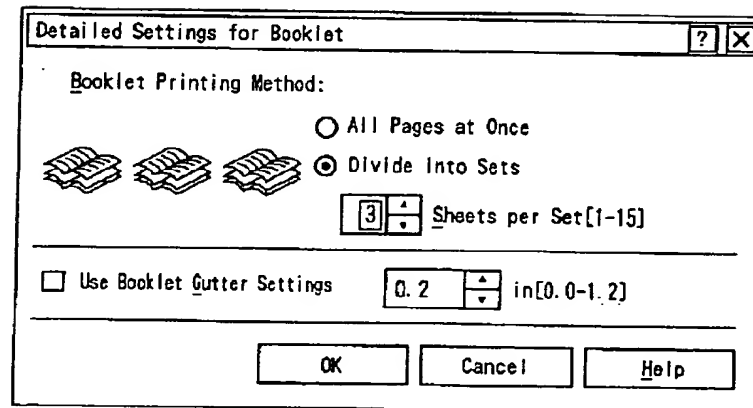 Detailed Settings for Booklet ? X
Booklet Printing Method:
All Pages at Once
Divide into Sets
3 Sheets per Set[1-15]
Use Booklet Gutter Settings 0.2 in[0.0-1.2]
OK Cancel Help